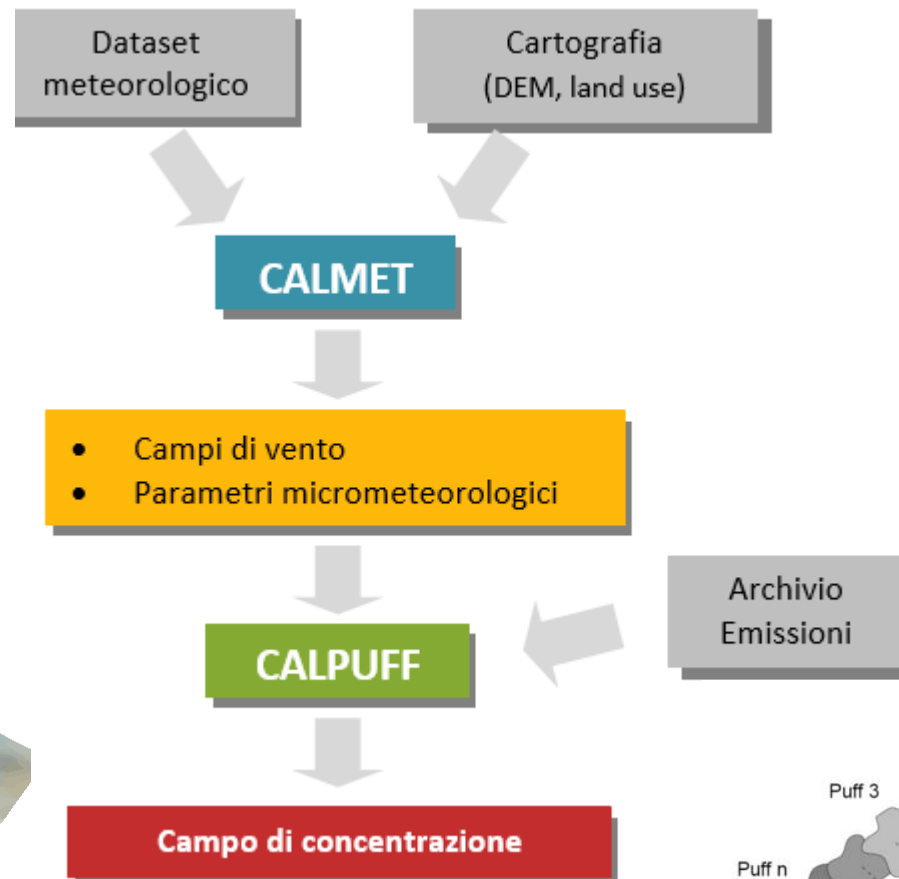 Dataset
meteorologico
Cartografia
(DEM, land use)
CALMET
• Campi di vento
• Parametri micrometeorologici
Archivio
Emissioni
CALPUFF
Campo di concentrazione
Puff 3
Puff n